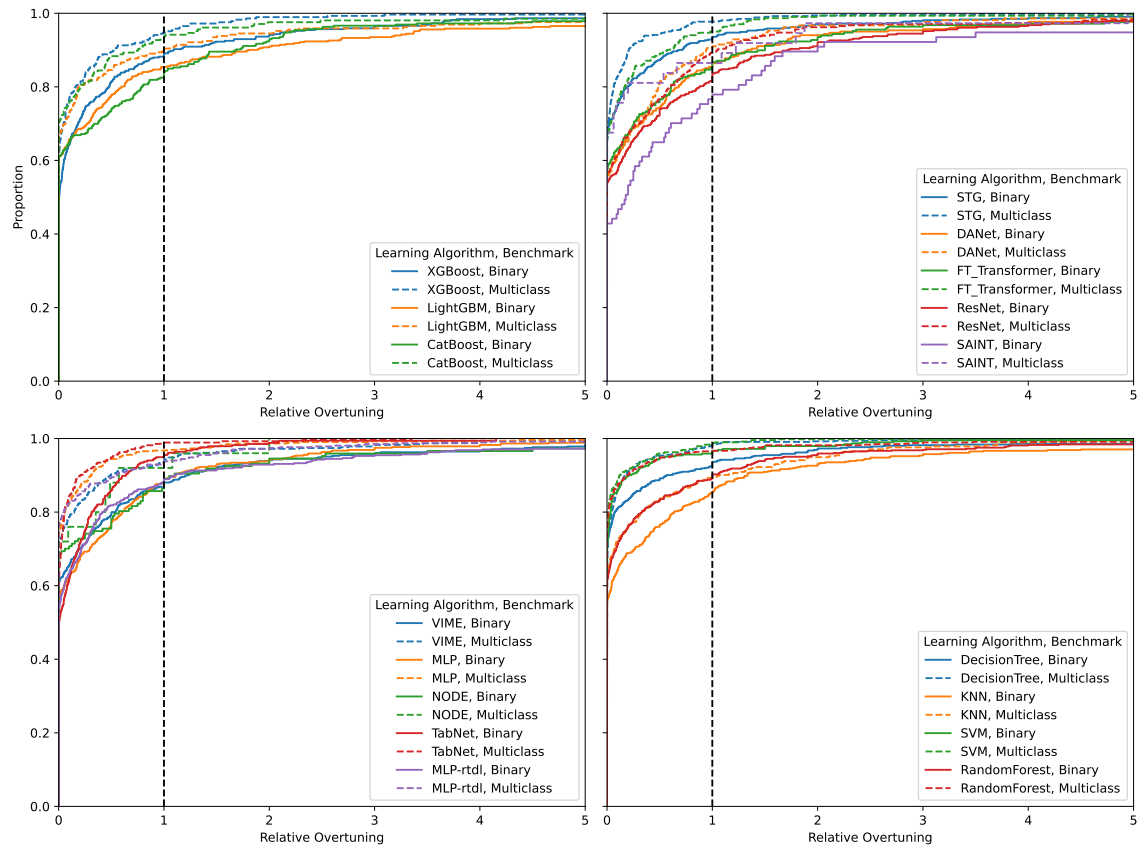 1.0
0.8
0.6
0.4
0.2
0.0
Proportion
0 1 2 3 4 5
Relative Overtuning
Learning Algorithm, Benchmark
XGBoost, Binary
XGBoost, Multiclass
LightGBM, Binary
LightGBM, Multiclass
CatBoost, Binary
CatBoost, Multiclass
0 1 2 3 4 5
Relative Overtuning
Learning Algorithm, Benchmark
STG, Binary
STG, Multiclass
DANet, Binary
DANet, Multiclass
FT_Transformer, Binary
FT_Transformer, Multiclass
ResNet, Binary
ResNet, Multiclass
SAINT, Binary
SAINT, Multiclass
1.0
0.8
0.6
0.4
0.2
0.0
0 1 2 3 4 5
Relative Overtuning
Learning Algorithm, Benchmark
VIME, Binary
VIME, Multiclass
MLP, Binary
MLP, Multiclass
NODE, Binary
NODE, Multiclass
TabNet, Binary
TabNet, Multiclass
MLP-rtdl, Binary
MLP-rtdl, Multiclass
0 1 2 3 4 5
Relative Overtuning
Learning Algorithm, Benchmark
DecisionTree, Binary
DecisionTree, Multiclass
KNN, Binary
KNN, Multiclass
SVM, Binary
SVM, Multiclass
RandomForest, Binary
RandomForest, Multiclass